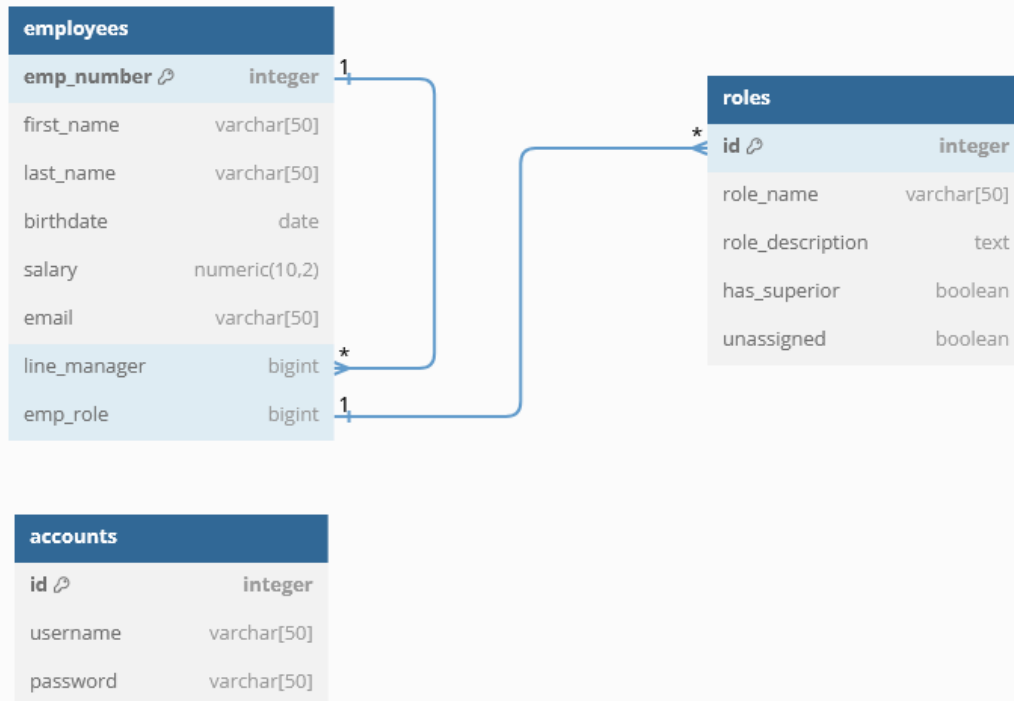 employees
emp_number integer
first_name varchar[50]
last_name varchar[50]
birthdate date
salary numeric(10,2)
email varchar[50]
line_manager bigint
emp_role bigint
1
*
1
*
roles
id integer
role_name varchar[50]
role_description text
has_superior boolean
unassigned boolean
accounts
id integer
username varchar[50]
password varchar[50]